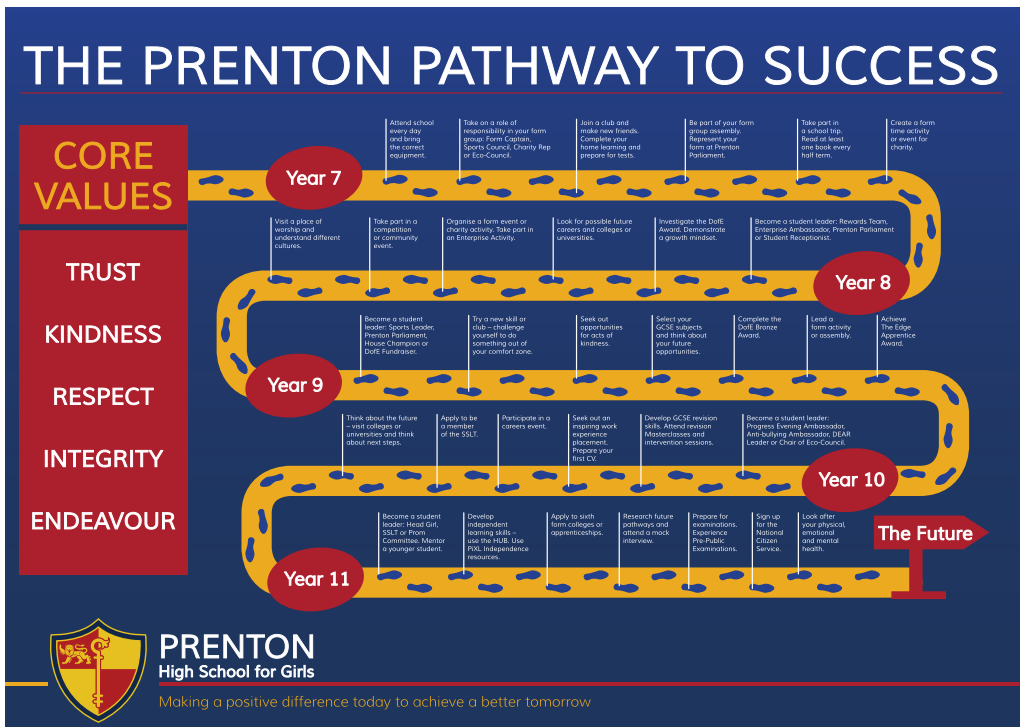 THE PRENTON PATHWAY TO SUCCESS
CORE
VALUES
TRUST
KINDNESS
RESPECT
INTEGRITY
ENDEAVOUR
Year 7
Attend school
every day
and bring
the correct
equipment.
Take on a role of
responsibility in your form
group: Form Captain,
Sports Council, Charity Rep
or Eco-Council.
Join a club and
make new friends.
Complete your
home learning and
prepare for tests.
Be part of your form
group assembly.
Represent your
form at Prenton
Parliament.
Take part in
a school trip.
Read at least
one book every
half term.
Create a form
time activity
or event for
charity.
Year 8
Become a student leader: Rewards Team,
Enterprise Ambassador, Prenton Parliament
or Student Receptionist.
Investigate the DofE
Award. Demonstrate
a growth mindset.
Look for possible future
careers and colleges or
universities.
Organise a form event or
charity activity. Take part in
an Enterprise Activity.
Take part in a
competition
or community
event.
Visit a place of
worship and
understand different
cultures.
Year 9
Become a student
leader: Sports Leader,
Prenton Parliament,
House Champion or
DofE Fundraiser.
Try a new skill or
club – challenge
yourself to do
something out of
your comfort zone.
Seek out
opportunities
for acts of
kindness.
Select your
GCSE subjects
and think about
your future
opportunities.
Complete the
DofE Bronze
Award.
Lead a
form activity
or assembly.
Achieve
The Edge
Apprentice
Award.
Year 10
Become a student leader:
Progress Evening Ambassador,
Anti-bullying Ambassador, DEAR
Leader or Chair of Eco-Council.
Develop GCSE revision
skills. Attend revision
Masterclasses and
intervention sessions.
Seek out an
inspiring work
experience
placement.
Prepare your
first CV.
Participate in a
careers event.
Apply to be
a member
of the SSLT.
Think about the future
– visit colleges or
universities and think
about next steps.
Year 11
Become a student
leader: Head Girl,
SSLT or Prom
Committee. Mentor
a younger student.
Develop
independent
learning skills –
use the HUB. Use
PiXL Independence
resources.
Apply to sixth
form colleges or
apprenticeships.
Research future
pathways and
attend a mock
interview.
Prepare for
examinations.
Experience
Pre-Public
Examinations.
Sign up
for the
National
Citizen
Service.
Look after
your physical,
emotional
and mental
health.
The Future
PRENTON
High School for Girls
Making a positive difference today to achieve a better tomorrow